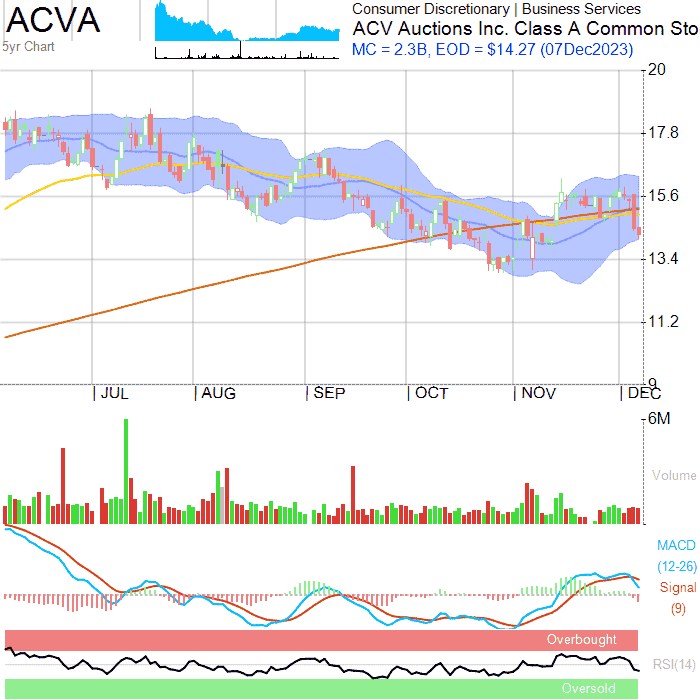 ACVA
5yr Chart
Consumer Discretionary | Business Services
ACV Auctions Inc. Class A Common Sto
MC = 2.3B, EOD = $14.27 (07Dec2023)
20
17.8
15.6
13.4
11.2
9
| JUL | AUG | SEP | OCT | NOV | DEC
6M
Volume
MACD
(12-26)
Signal
(9)
Overbought
RSI(14)
Oversold